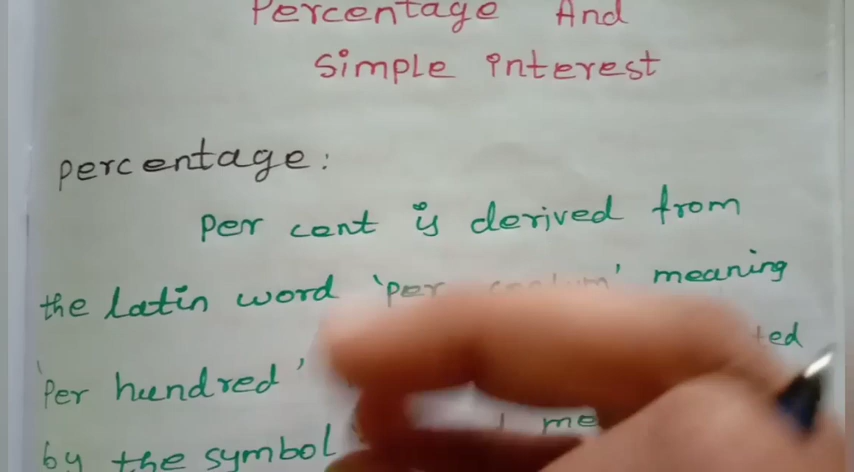 Percentage And
Simple interest
percentage:
Per cent is derived from
the Latin word 'per centum' meaning
Per hundred'
by the symbol